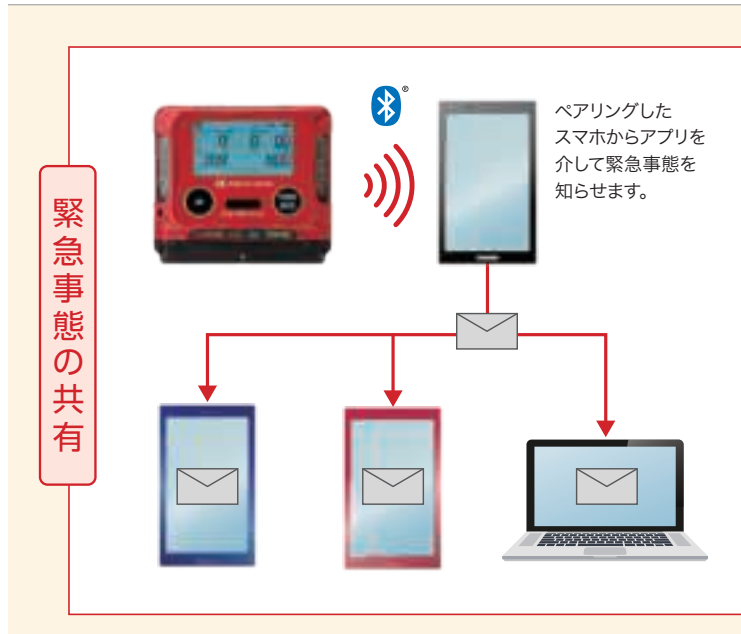 緊急事態の共有
®
ペアリングした
スマホからアプリを
介して緊急事態を
知らせます。